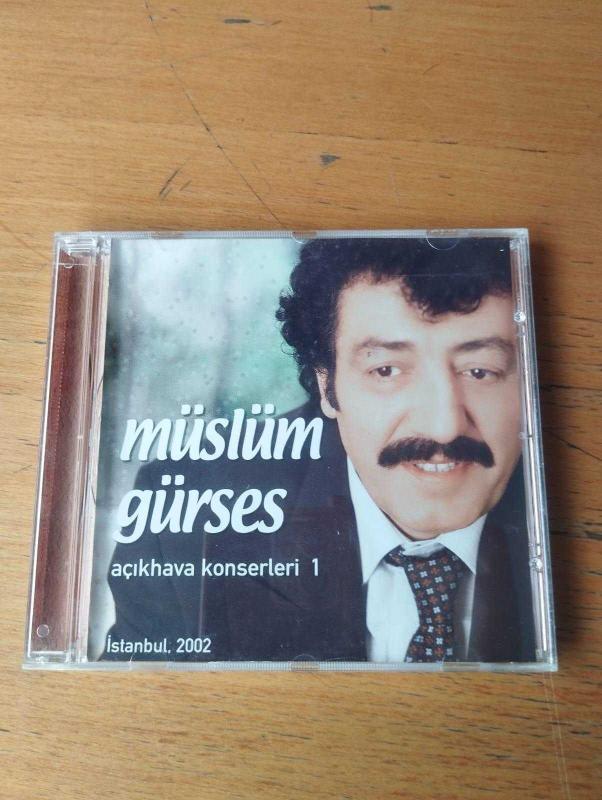 müslüm
gürses
açıkhava konserleri 1
İstanbul, 2002